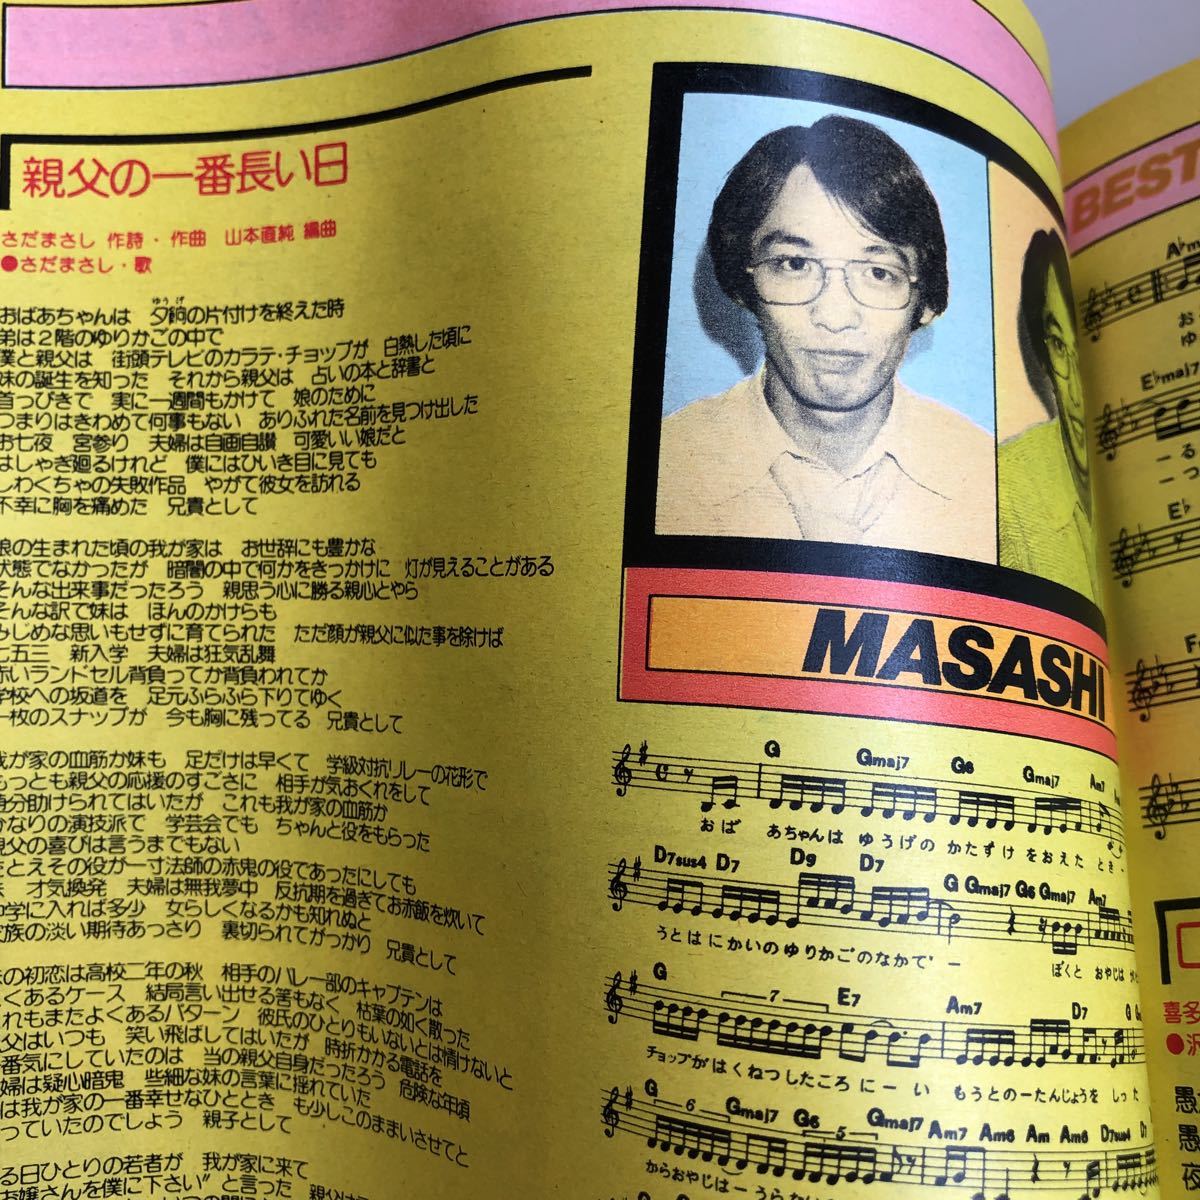 親父の一番長い日
さだまさし 作詩・作曲 山本直純 編曲
●さだまさし・歌
おばあちゃんは 夕餉の片付けを終えた時
ゆうげ
弟は2階のゆりかごの中で
僕と親父は 街頭テレビのカラテ・チョップが 白熱した頃に
妹の誕生を知った それから親父は 占いの本と辞書と
首っぴきで 実に一週間もかけて 娘のために
つまりはきわめて何事もない ありふれた名前を見つけ出した
お七夜 宮参り 夫婦は自画自讃 可愛いい娘だと
はしゃぎ廻るけれど 僕にはひいき目に見ても
しわくちゃの失敗作品 やがて彼女を訪れる
不幸に胸を痛めた 兄貴として
娘の生まれた頃の我が家は お世辞にも豊かな
状態でなかったが 暗闇の中で何かをきっかけに 灯が見えることがある
そんな出来事だったろう 親思う心に勝る親心とやら
そんな訳で妹は ほんのかけらも
みじめな思いもせずに育てられた ただ顔が親父に似た事を除けば
七五三 新入学 夫婦は狂気乱舞
赤いランドセル背負ってか背負われてか
学校への坂道を 足元ふらふら下りてゆく
一枚のスナップが 今も胸に残ってる 兄貴として
我が家の血筋か妹も 足だけは早くて 学級対抗リレーの花形で
もっとも親父の応援のすごさに 相手が気おくれをして
随分助けられてはいたが これも我が家の血筋か
かなりの演技派で 学芸会でも ちゃんと役をもらった
親父の喜びは言うまでもない
たとえその役が一寸法師の赤鬼の役であったにしても
才気煥発 夫婦は無我夢中 反抗期を過ぎてお赤飯を炊いて
中学に入れば多少 女らしくなるかも知れぬと
家族の淡い期待あっさり 裏切られてがっかり 兄貴として
妹の初恋は高校二年の秋 相手のバレー部のキャプテンは
よくあるケース 結局言い出せる筈もなく 枯葉の如く散った
これもまたよくあるパターン 彼氏のひとりもいないとは情けないと
親父はいつも 笑い飛ばしてはいたが 時折かかる電話を
一番気にしていたのは 当の親父自身だったろう 危険な年頃
夫婦は疑心暗鬼 些細な妹の言葉に揺れていた
は我が家の一番幸せなひととき も少しこのままいさせてと
っていたのでしょう 親子として
ある日ひとりの若者が 我が家に来て
"お嬢さんを僕に下さい"と言った 親父は
MASASHI
G Gmaj7 G6 Gmaj7 Am7
おば あちゃんは ゆうげの かたずけ をおえた とき-
D7sus4 D7 D9 D7 G Gmaj7 G6 Gmaj7 Am7
うとは にかいの ゆりかごの なかで - ぼくと おやじは
G 7 E7 7 Am7 D7 G
チョップが はくねつ したころ にー い もうとの ーたんじょうを しった
G 6 Gmaj7 G6 5 Gmaj7 Am7 Am6 Am Am6 D7sus4
からおやじは ー うらない
BEST
E♭maj7
E♭
喜多
●沢
愚
愚
夜